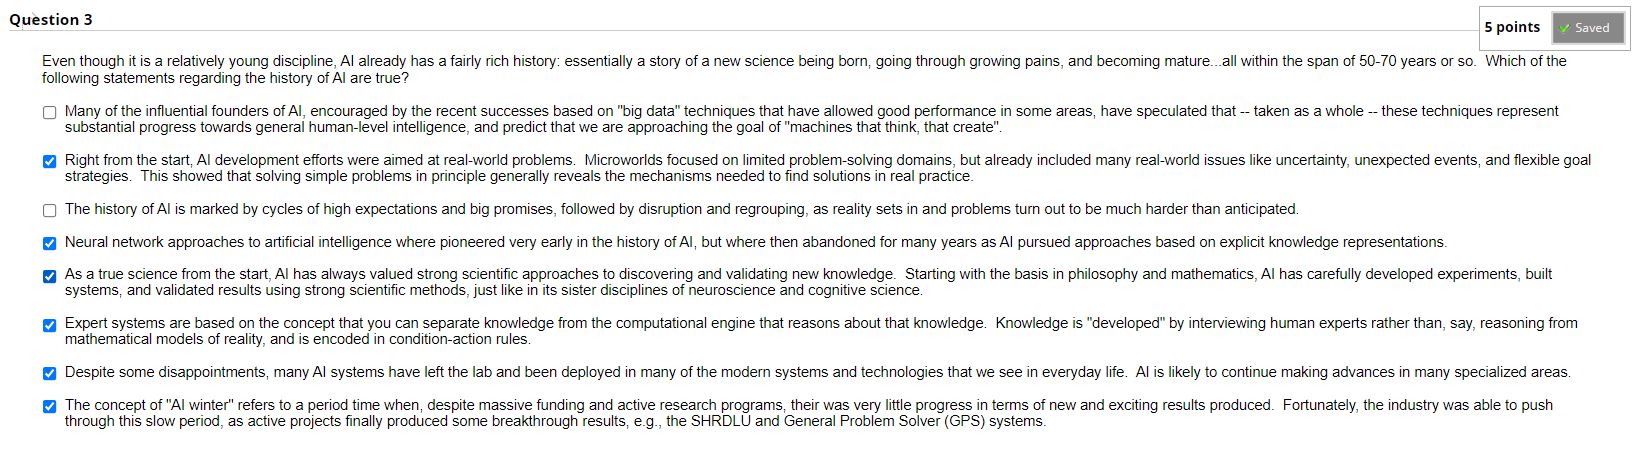 Question 3
5 points
Saved
Even though it is a relatively young discipline, AI already has a fairly rich history: essentially a story of a new science being born, going through growing pains, and becoming mature...all within the span of 50-70 years or so.  Which of the
following statements regarding the history of AI are true?
Many of the influential founders of AI, encouraged by the recent successes based on "big data" techniques that have allowed good performance in some areas, have speculated that -- taken as a whole -- these techniques represent
substantial progress towards general human-level intelligence, and predict that we are approaching the goal of "machines that think, that create".
Right from the start, AI development efforts were aimed at real-world problems.  Microworlds focused on limited problem-solving domains, but already included many real-world issues like uncertainty, unexpected events, and flexible goal
strategies.  This showed that solving simple problems in principle generally reveals the mechanisms needed to find solutions in real practice.
The history of AI is marked by cycles of high expectations and big promises, followed by disruption and regrouping, as reality sets in and problems turn out to be much harder than anticipated.
Neural network approaches to artificial intelligence where pioneered very early in the history of AI, but where then abandoned for many years as AI pursued approaches based on explicit knowledge representations.
As a true science from the start, AI has always valued strong scientific approaches to discovering and validating new knowledge.  Starting with the basis in philosophy and mathematics, AI has carefully developed experiments, built
systems, and validated results using strong scientific methods, just like in its sister disciplines of neuroscience and cognitive science.
Expert systems are based on the concept that you can separate knowledge from the computational engine that reasons about that knowledge.  Knowledge is "developed" by interviewing human experts rather than, say, reasoning from
mathematical models of reality, and is encoded in condition-action rules.
Despite some disappointments, many AI systems have left the lab and been deployed in many of the modern systems and technologies that we see in everyday life.  AI is likely to continue making advances in many specialized areas.
The concept of "AI winter" refers to a period time when, despite massive funding and active research programs, their was very little progress in terms of new and exciting results produced.  Fortunately, the industry was able to push
through this slow period, as active projects finally produced some breakthrough results, e.g., the SHRDLU and General Problem Solver (GPS) systems.